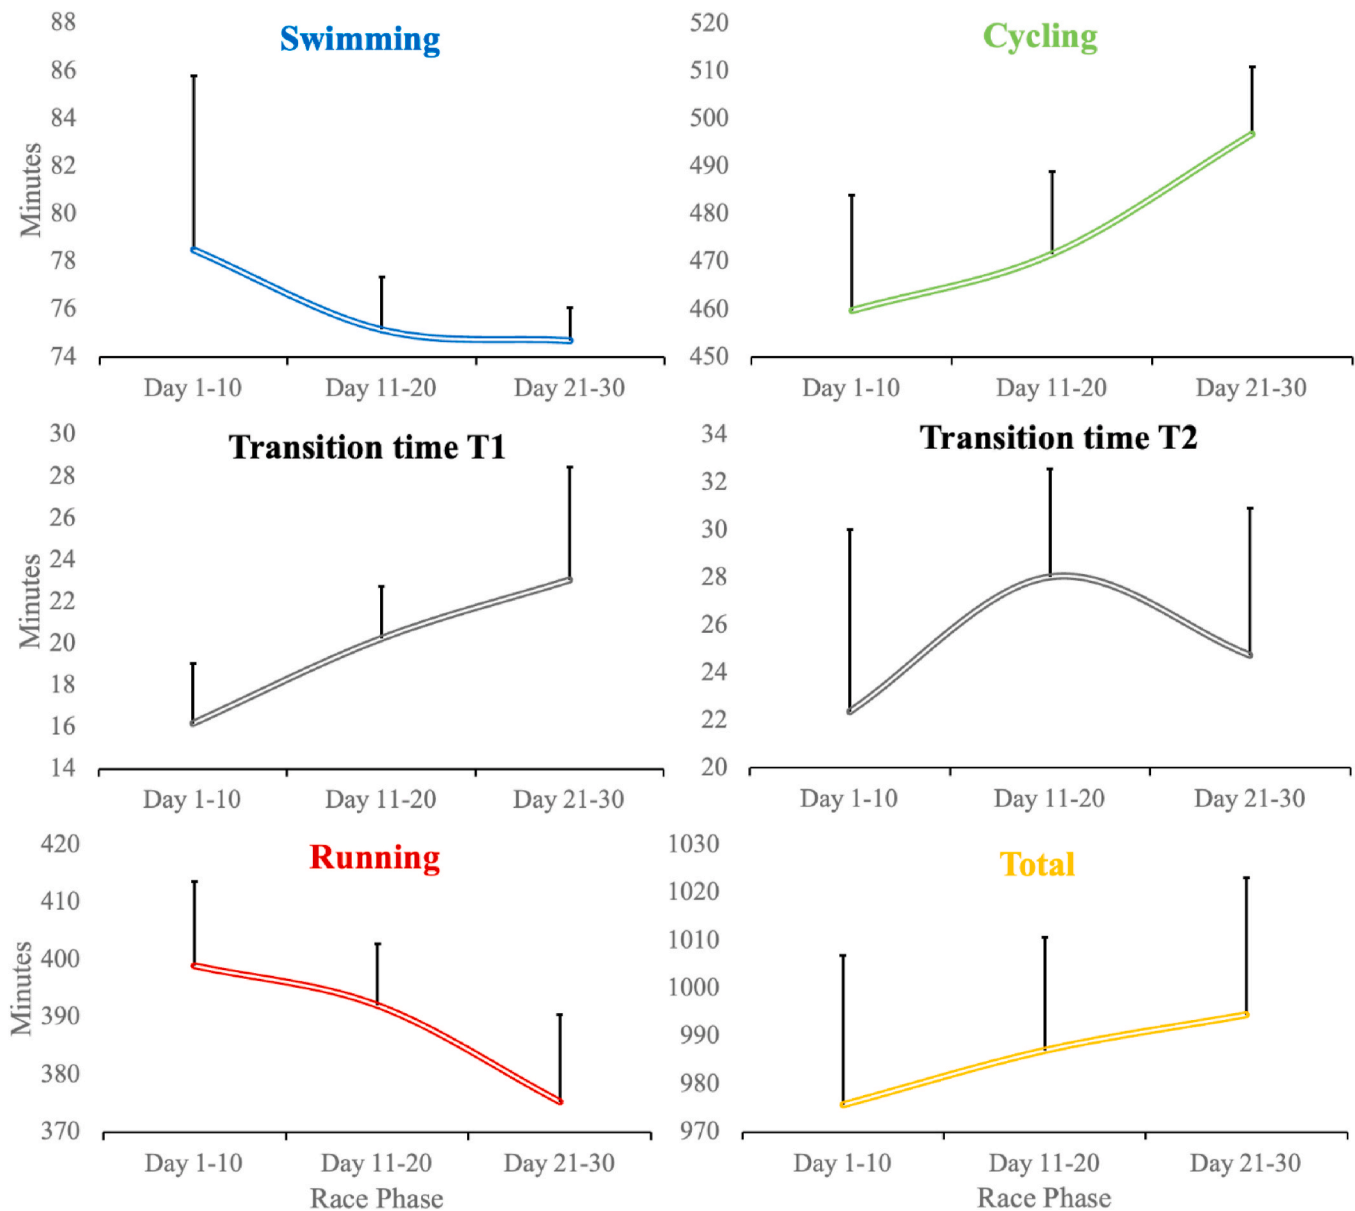 Swimming
Minutes
88
86
84
82
80
78
76
74
Day 1-10 Day 11-20 Day 21-30
Cycling
520
510
500
490
480
470
460
450
Day 1-10 Day 11-20 Day 21-30
Transition time T1
Minutes
30
28
26
24
22
20
18
16
14
Day 1-10 Day 11-20 Day 21-30
Transition time T2
34
32
30
28
26
24
22
20
Day 1-10 Day 11-20 Day 21-30
Running
Minutes
420
410
400
390
380
370
Day 1-10 Day 11-20 Day 21-30
Race Phase
Total
1030
1020
1010
1000
990
980
970
Day 1-10 Day 11-20 Day 21-30
Race Phase